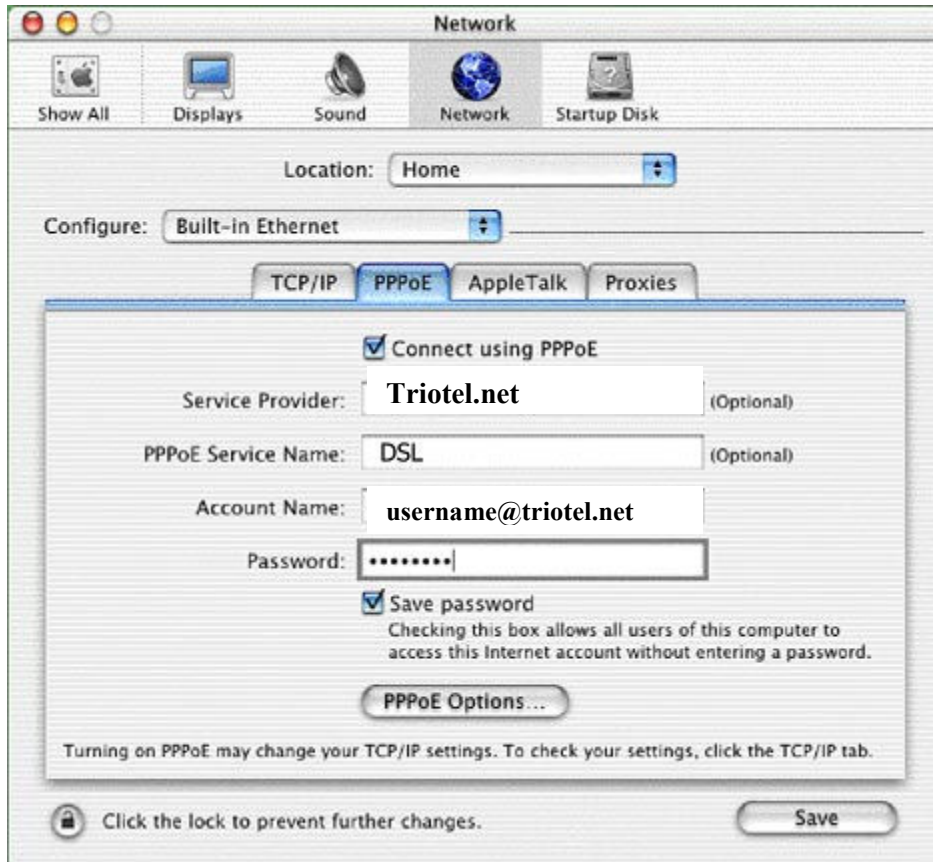 Network
Show All Displays Sound Network Startup Disk
Location: Home
Configure: Built-in Ethernet
TCP/IP PPPoE AppleTalk Proxies
Connect using PPPoE
Service Provider: Triotel.net (Optional)
PPPoE Service Name: DSL (Optional)
Account Name: username@triotel.net
Password: ••••••••
Save password
Checking this box allows all users of this computer to
access this Internet account without entering a password.
PPPoE Options...
Turning on PPPoE may change your TCP/IP settings. To check your settings, click the TCP/IP tab.
Click the lock to prevent further changes. Save